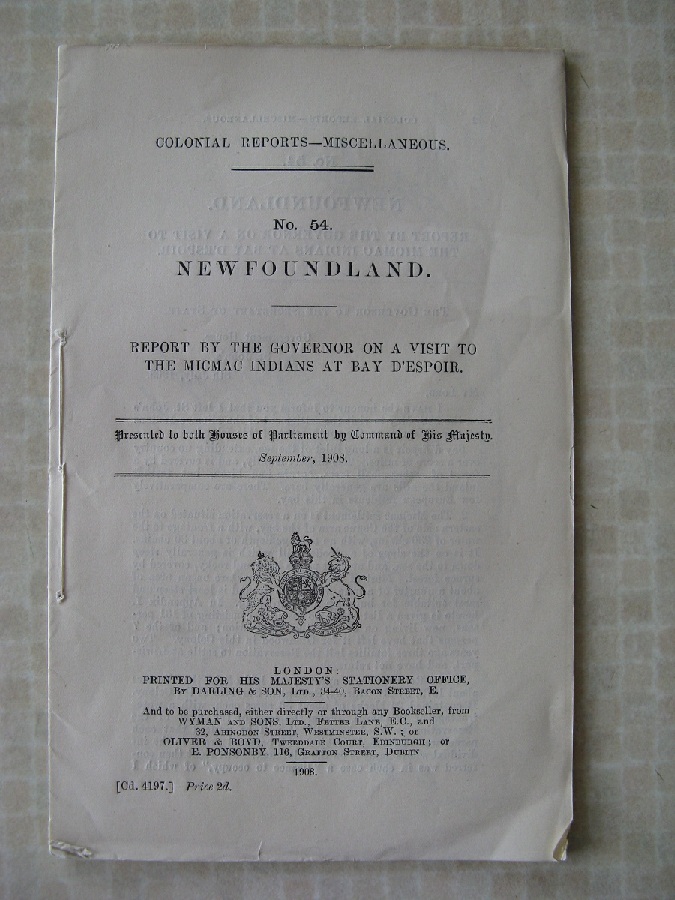 COLONIAL REPORTS—MISCELLANEOUS.
No. 54.
NEWFOUNDLAND.
REPORT BY THE GOVERNOR ON A VISIT TO
THE MICMAC INDIANS AT BAY D'ESPOIR.
Presented to both Houses of Parliament by Command of His Majesty.
September, 1908.
LONDON:
PRINTED FOR HIS MAJESTY'S STATIONERY OFFICE,
BY DARLING & SON, LTD., 34-40, BACON STREET, E.
And to be purchased, either directly or through any Bookseller, from
WYMAN AND SONS, LTD., FETTER LANE, E.C., and
32, ABINGDON STREET, WESTMINSTER, S.W.; or
OLIVER & BOYD, TWEEDDALE COURT, EDINBURGH; or
E. PONSONBY, 116, GRAFTON STREET, DUBLIN
1908.
[Cd. 4197.] Price 2d.